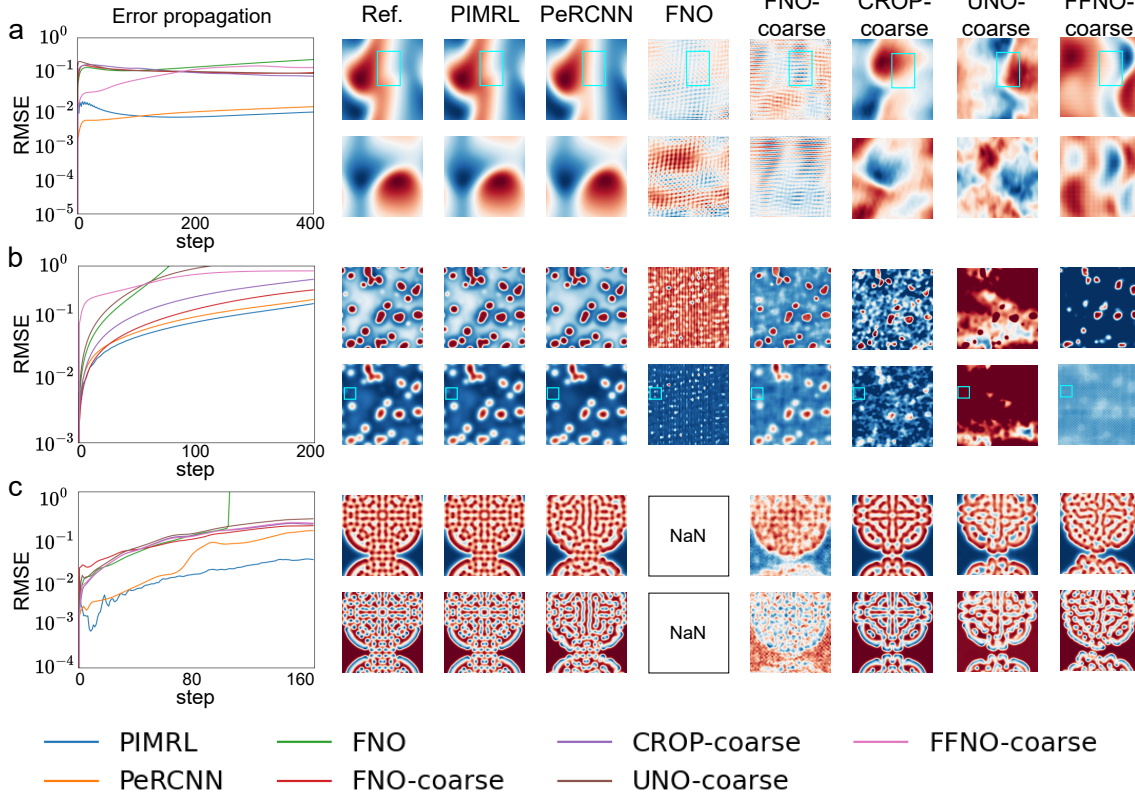 Error propagation Ref. PIMRL PeRCNN FNO FNO-coarse CROP-coarse UNO-coarse FFNO-coarse
a
RMSE
10^0
10^-1
10^-2
10^-3
10^-4
10^-5
0 200 400
step
b
RMSE
10^0
10^-1
10^-2
10^-3
0 100 200
step
c
RMSE
10^0
10^-1
10^-2
10^-3
10^-4
0 80 160
step
NaN
NaN
PIMRL FNO CROP-coarse FFNO-coarse
PeRCNN FNO-coarse UNO-coarse